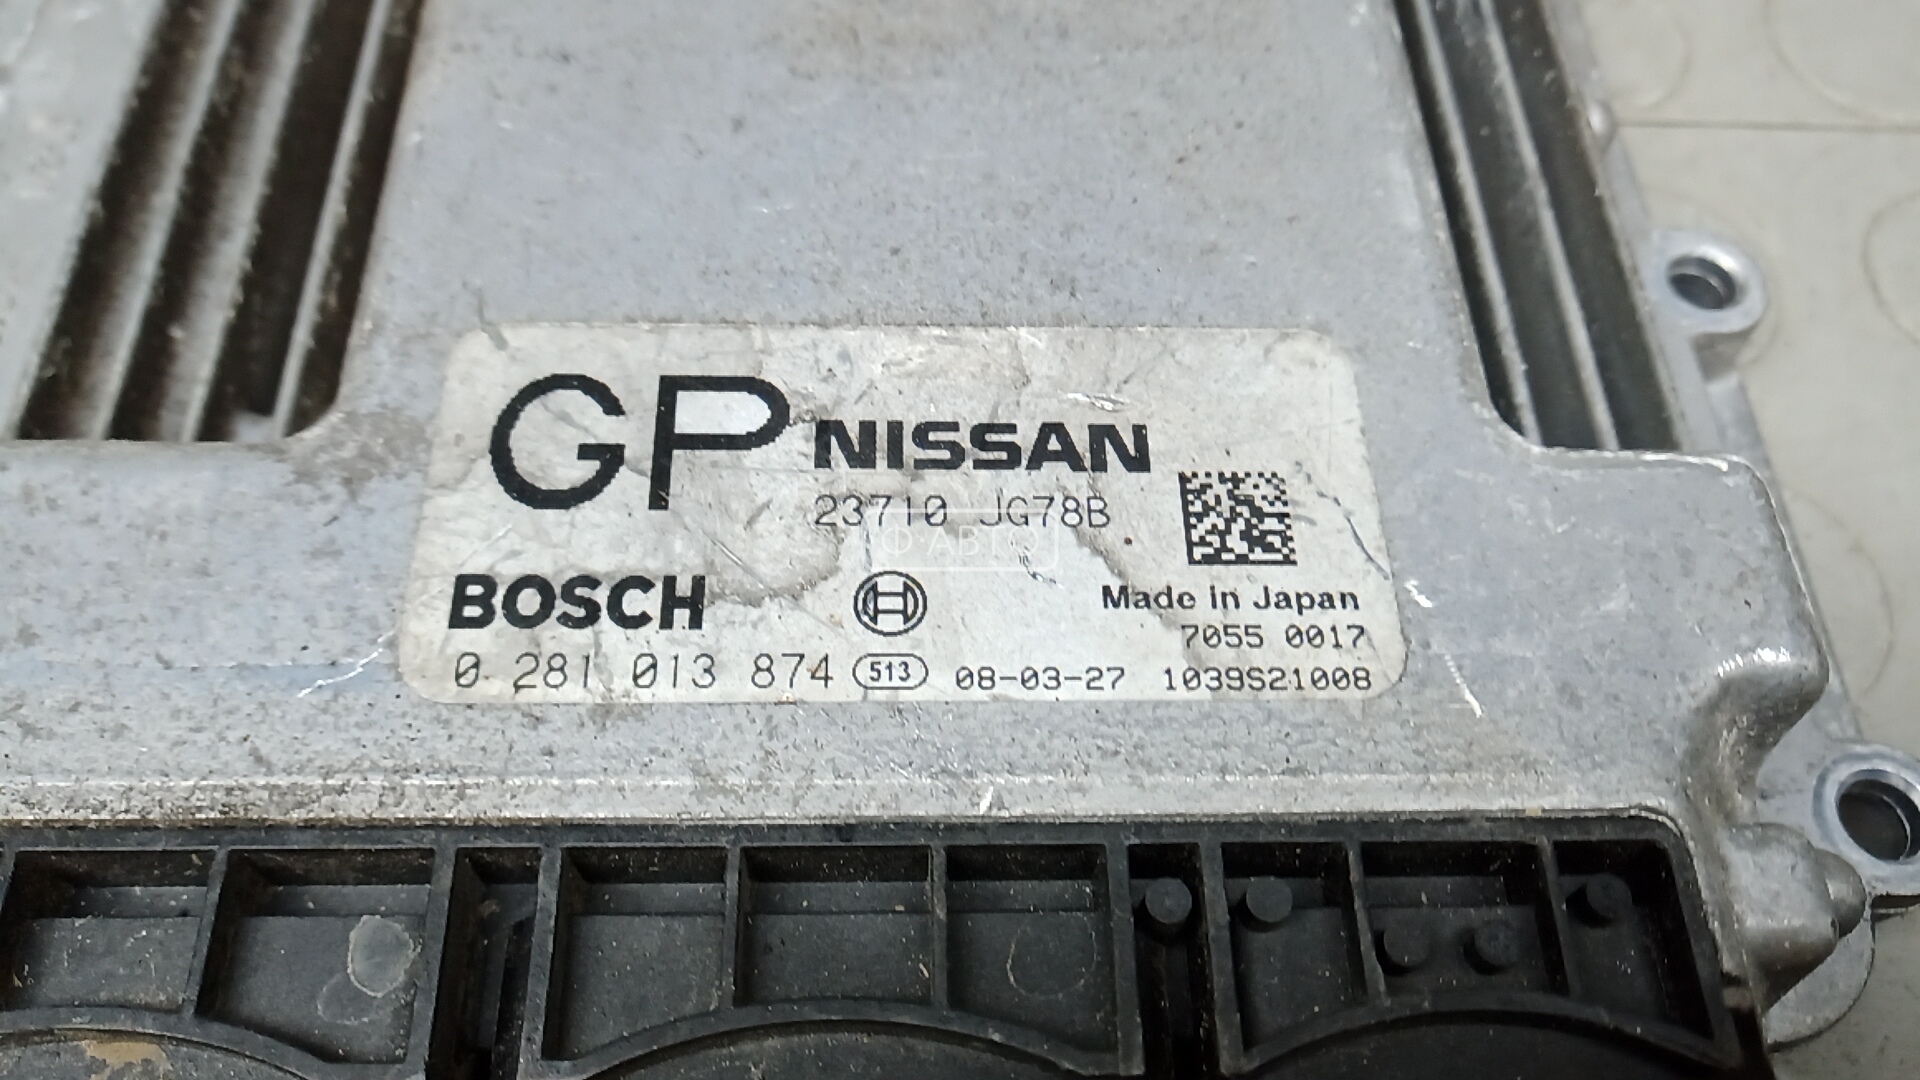 GP NISSAN
23710 JG78B
Ф·АВТО
BOSCH
Made in Japan
7055 0017
0 281 013 874 513 08-03-27 1039S21008